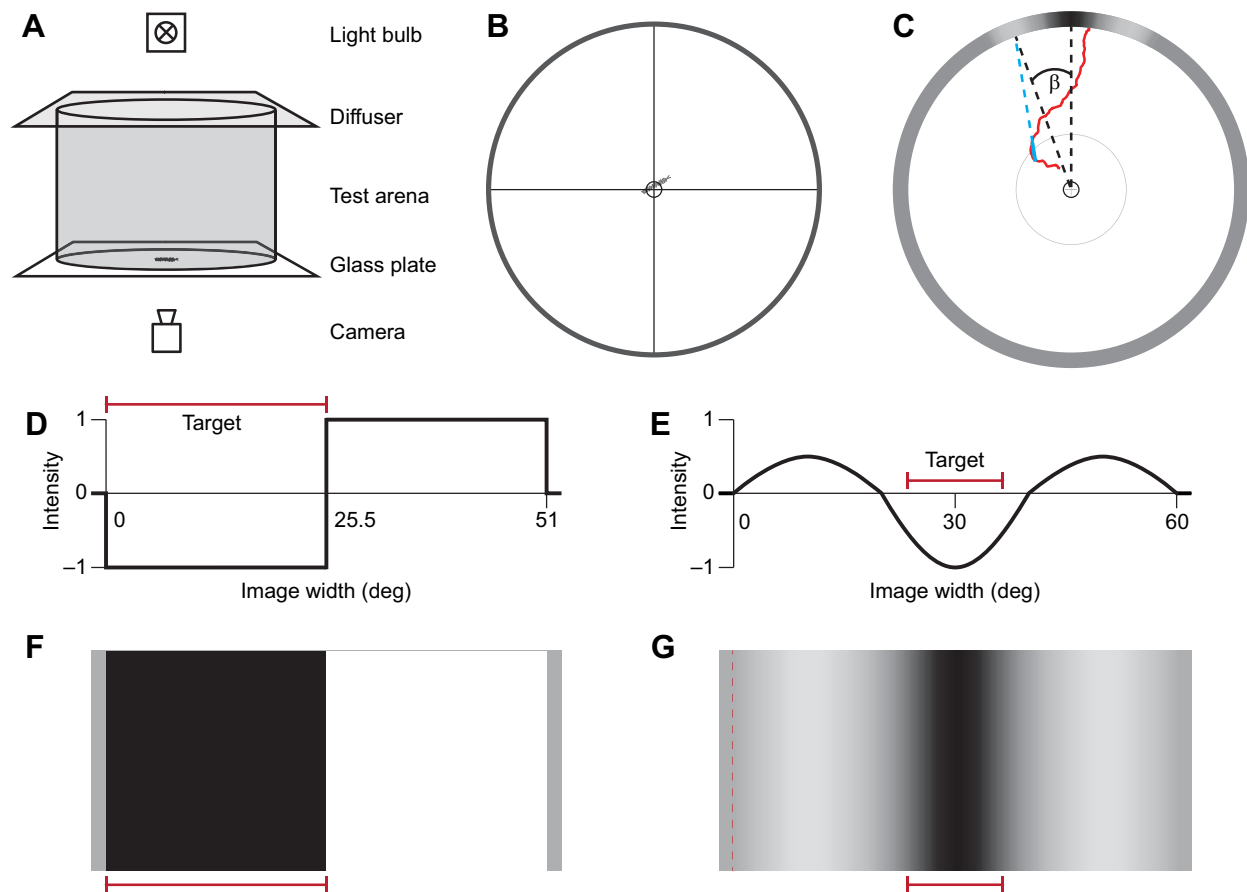 A
Light bulb
Diffuser
Test arena
Glass plate
Camera
B
C
β
D
Target
Intensity
1
0
–1
0
25.5
51
Image width (deg)
E
Target
Intensity
1
0
–1
0
30
60
Image width (deg)
F
G